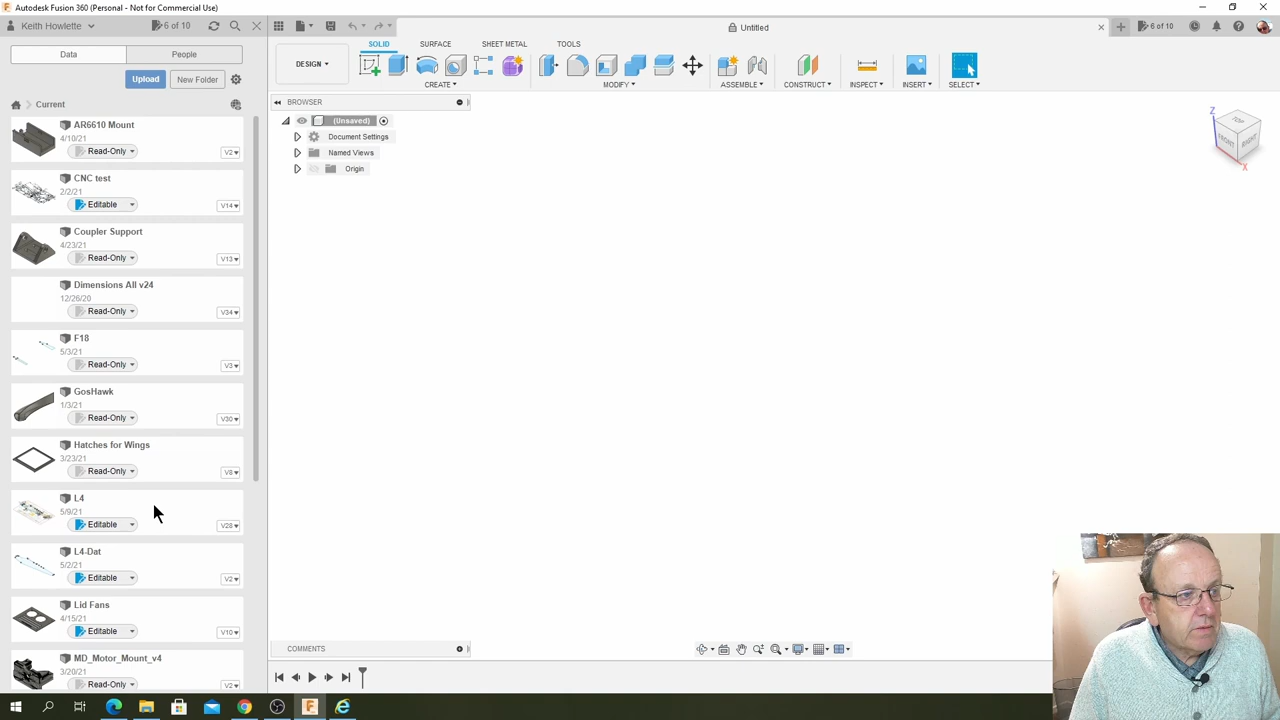 Autodesk Fusion 360 (Personal - Not for Commercial Use)
Keith Howlette
6 of 10
Untitled
6 of 10
Data
People
Upload
New Folder
Current
DESIGN
SOLID
SURFACE
SHEET METAL
TOOLS
CREATE
MODIFY
ASSEMBLE
CONSTRUCT
INSPECT
INSERT
SELECT
BROWSER
(Unsaved)
Document Settings
Named Views
Origin
TOP
FRONT
RIGHT
Z
X
AR6610 Mount
4/10/21
Read-Only
V2
CNC test
2/2/21
Editable
V14
Coupler Support
4/23/21
Read-Only
V13
Dimensions All v24
12/26/20
Read-Only
V34
F18
5/3/21
Read-Only
V3
GosHawk
1/3/21
Read-Only
V30
Hatches for Wings
3/23/21
Read-Only
V8
L4
5/9/21
Editable
V28
L4-Dat
5/2/21
Editable
V2
Lid Fans
4/15/21
Editable
V10
MD_Motor_Mount_v4
3/20/21
Read-Only
V2
COMMENTS